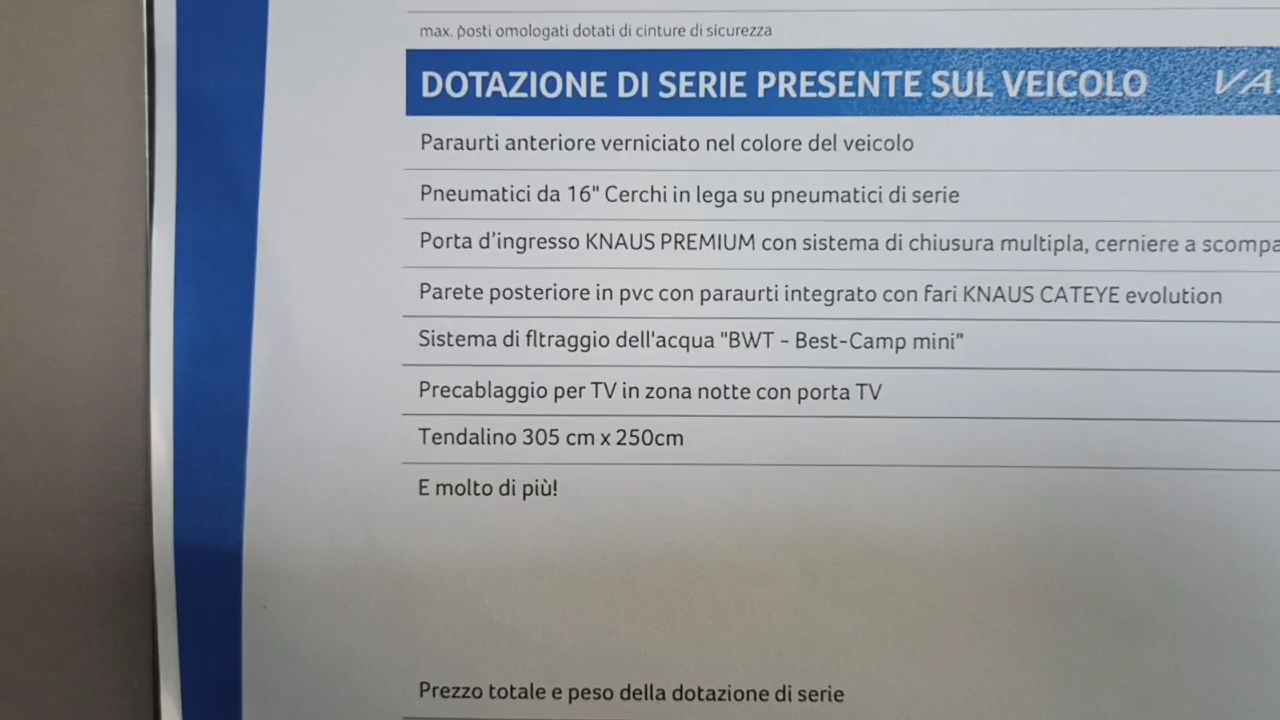 max. posti omologati dotati di cinture di sicurezza
DOTAZIONE DI SERIE PRESENTE SUL VEICOLO
Paraurti anteriore verniciato nel colore del veicolo
Pneumatici da 16" Cerchi in lega su pneumatici di serie
Porta d'ingresso KNAUS PREMIUM con sistema di chiusura multipla, cerniere a
Parete posteriore in pvc con paraurti integrato con fari KNAUS CATEYE evolution
Sistema di fltraggio dell'acqua "BWT - Best-Camp mini"
Precablaggio per TV in zona notte con porta TV
Tendalino 305 cm x 250cm
E molto di più!
Prezzo totale e peso della dotazione di serie